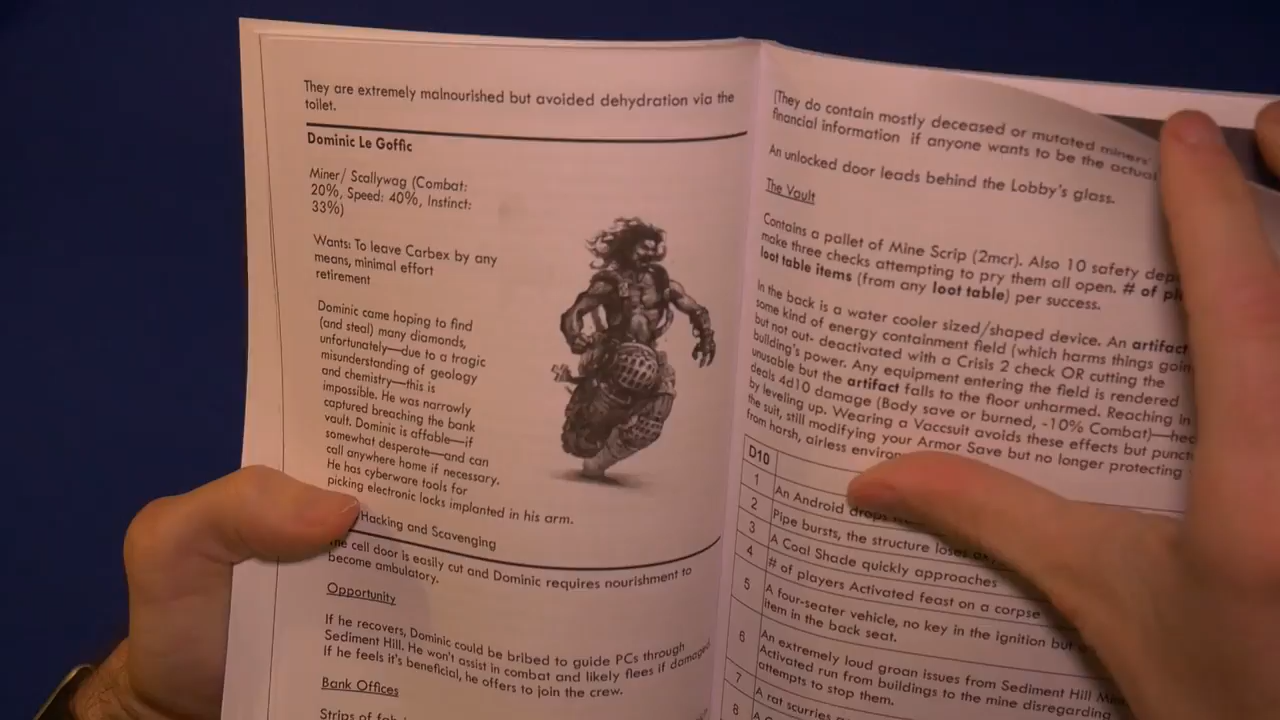 They are extremely malnourished but avoided dehydration via the
toilet.
Dominic Le Goffic
Miner/ Scallywag (Combat:
20%, Speed: 40%, Instinct:
33%)
Wants: To leave Carbex by any
means, minimal effort
retirement
Dominic came hoping to find
(and steal) many diamonds,
unfortunately—due to a tragic
misunderstanding of geology
and chemistry—this is
impossible. He was narrowly
captured breaching the bank
vault. Dominic is affable—if
somewhat desperate—and can
call anywhere home if necessary.
He has cyberware tools for
picking electronic locks implanted in his arm.
Hacking and Scavenging
The cell door is easily cut and Dominic requires nourishment to
become ambulatory.
Opportunity
If he recovers, Dominic could be bribed to guide PCs through
Sediment Hill. He won't assist in combat and likely flees if damaged
If he feels it's beneficial, he offers to join the crew.
Bank Offices
Strips of
(They do contain mostly deceased or mutated miners'
financial information if anyone wants to be the actual
An unlocked door leads behind the Lobby's glass.
The Vault
Contains a pallet of Mine Scrip (2mcr). Also 10 safety
make three checks attempting to pry them all open. # of
loot table items (from any loot table) per success.
In the back is a water cooler sized/shaped device. An artifact
some kind of energy containment field (which harms things
but not out- deactivated with a Crisis 2 check OR cutting the
building's power. Any equipment entering the field is rendered
unusable but the artifact falls to the floor unharmed. Reaching in
deals 4d10 damage (Body save or burned, -10% Combat)—
by leveling up. Wearing a Vaccsuit avoids these effects but
the suit, still modifying your Armor Save but no longer protecting
from harsh, airless
D10
1 An Android drops
2 Pipe bursts, the structure loses
3 A Coal Shade quickly approaches
4 # of players Activated feast on a corpse
5 A four-seater vehicle, no key in the ignition but
item in the back seat.
6 An extremely loud groan issues from Sediment Hill
Activated run from buildings to the mine disregarding
attempts to stop them.
7 A rat scurries
8